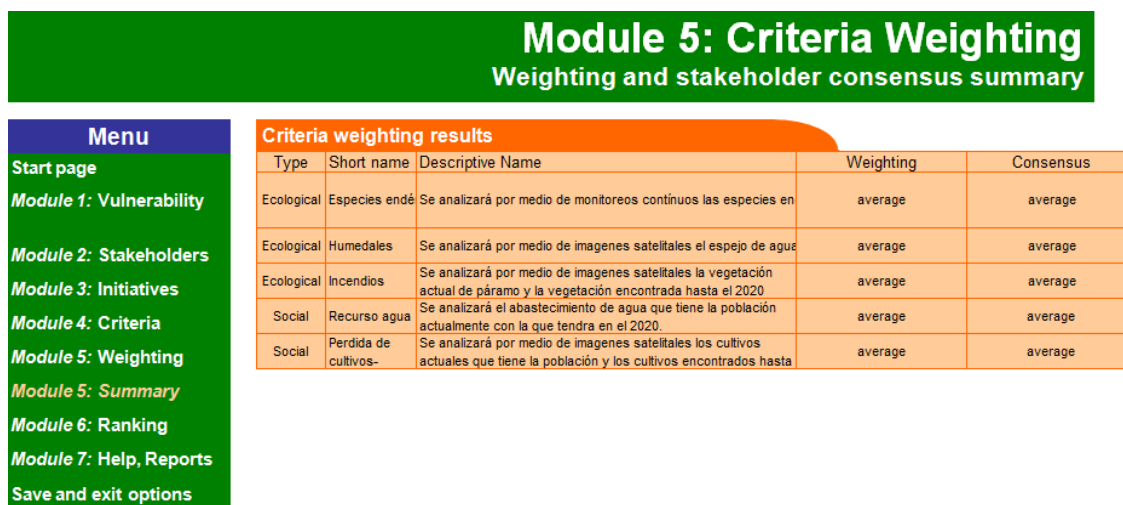 Module 5: Criteria Weighting
Weighting and stakeholder consensus summary
Menu
Start page
Module 1: Vulnerability
Module 2: Stakeholders
Module 3: Initiatives
Module 4: Criteria
Module 5: Weighting
Module 5: Summary
Module 6: Ranking
Module 7: Help, Reports
Save and exit options
Criteria weighting results
Type Short name Descriptive Name Weighting Consensus
Ecological Especies endé Se analizará por medio de monitoreos contínuos las especies en average average
Ecological Humedales Se analizará por medio de imagenes satelitales el espejo de agua average average
Ecological Incendios Se analizará por medio de imagenes satelitales la vegetación
actual de páramo y la vegetación encontrada hasta el 2020 average average
Social Recurso agua Se analizará el abastecimiento de agua que tiene la población
actualmente con la que tendra en el 2020. average average
Social Perdida de Se analizará por medio de imagenes satelitales los cultivos
cultivos- actuales que tiene la población y los cultivos encontrados hasta average average